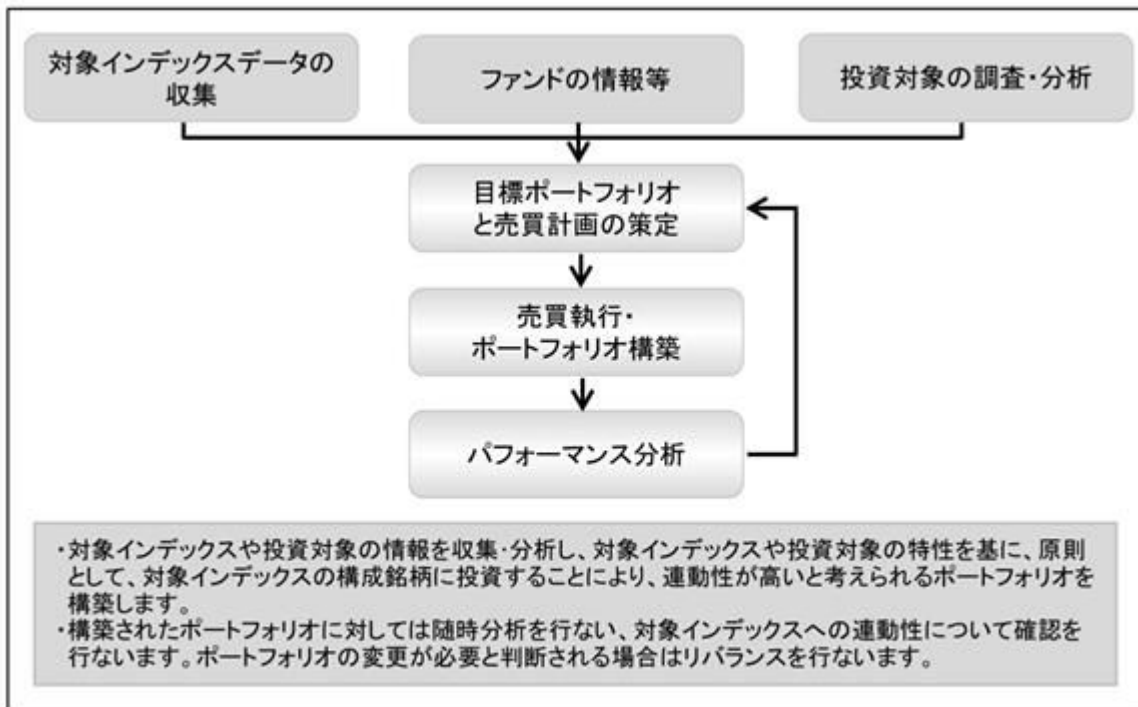 対象インデックスデータの
収集
ファンドの情報等
投資対象の調査・分析
目標ポートフォリオ
と売買計画の策定
売買執行・
ポートフォリオ構築
パフォーマンス分析
・対象インデックスや投資対象の情報を収集・分析し、対象インデックスや投資対象の特性を基に、原則
として、対象インデックスの構成銘柄に投資することにより、連動性が高いと考えられるポートフォリオを
構築します。
・構築されたポートフォリオに対しては随時分析を行ない、対象インデックスへの連動性について確認を
行ないます。ポートフォリオの変更が必要と判断される場合はリバランスを行ないます。